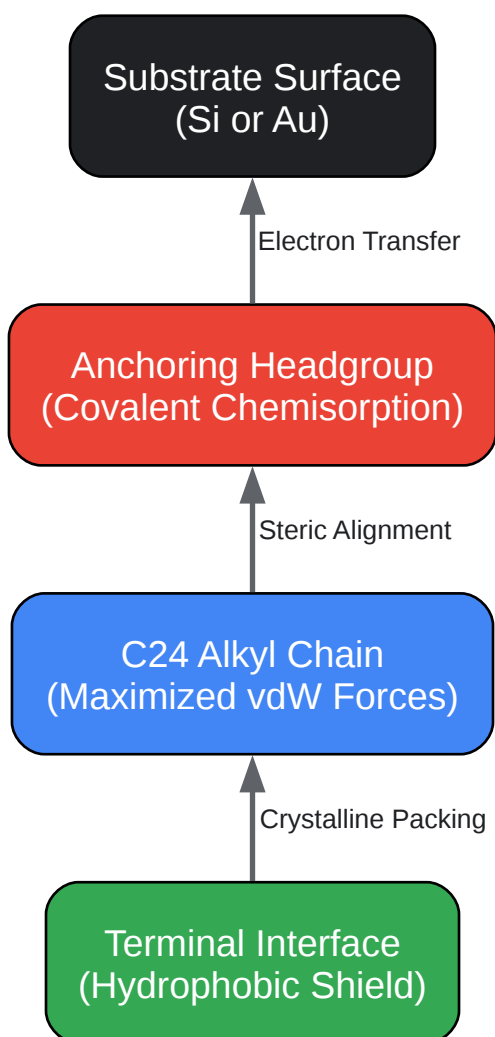 Substrate Surface
(Si or Au)
Electron Transfer
Anchoring Headgroup
(Covalent Chemisorption)
Steric Alignment
C24 Alkyl Chain
(Maximized vdW Forces)
Crystalline Packing
Terminal Interface
(Hydrophobic Shield)